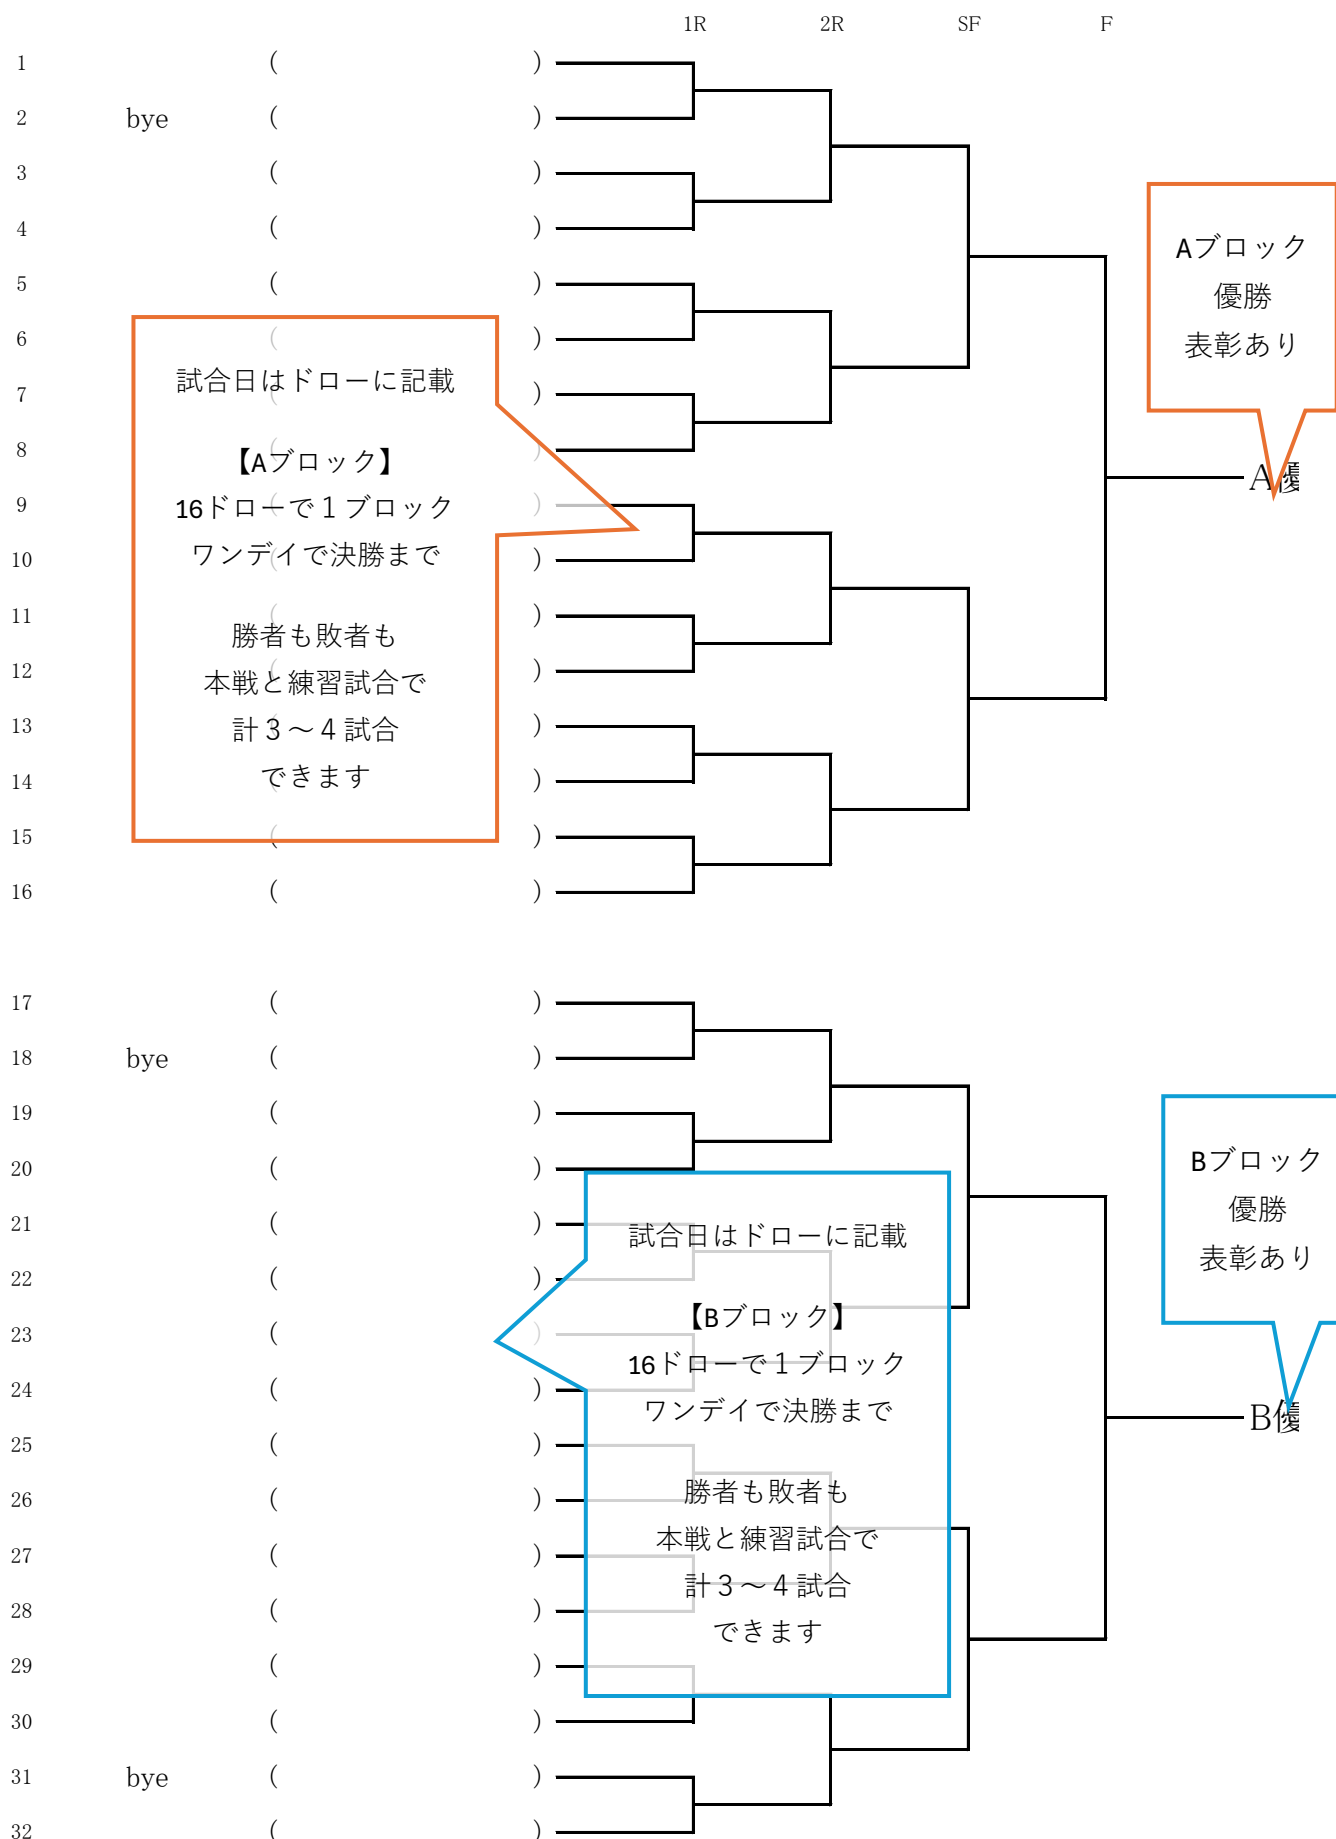 1R 2R SF F
1 ( )
2 bye ( )
3 ( )
4 ( )
5 ( )
6 ( )
7 ( )
8 ( )
9 ( )
10 ( )
11 ( )
12 ( )
13 )
14 )
15 ( )
16 ( )
Aブロック
優勝
表彰あり
試合日はドローに記載
【Aブロック】
16ドローで１ブロック
ワンデイで決勝まで
勝者も敗者も
本戦と練習試合で
計３～４試合
できます
A優
17 ( )
18 bye ( )
19 ( )
20 ( )
21 ( )
22 ( )
23 ( )
24 ( )
25 ( )
26 ( )
27 ( )
28 ( )
29 ( )
30 ( )
31 bye ( )
32 ( )
Bブロック
優勝
表彰あり
試合日はドローに記載
【Bブロック】
16ドローで１ブロック
ワンデイで決勝まで
勝者も敗者も
本戦と練習試合で
計３～４試合
できます
B優